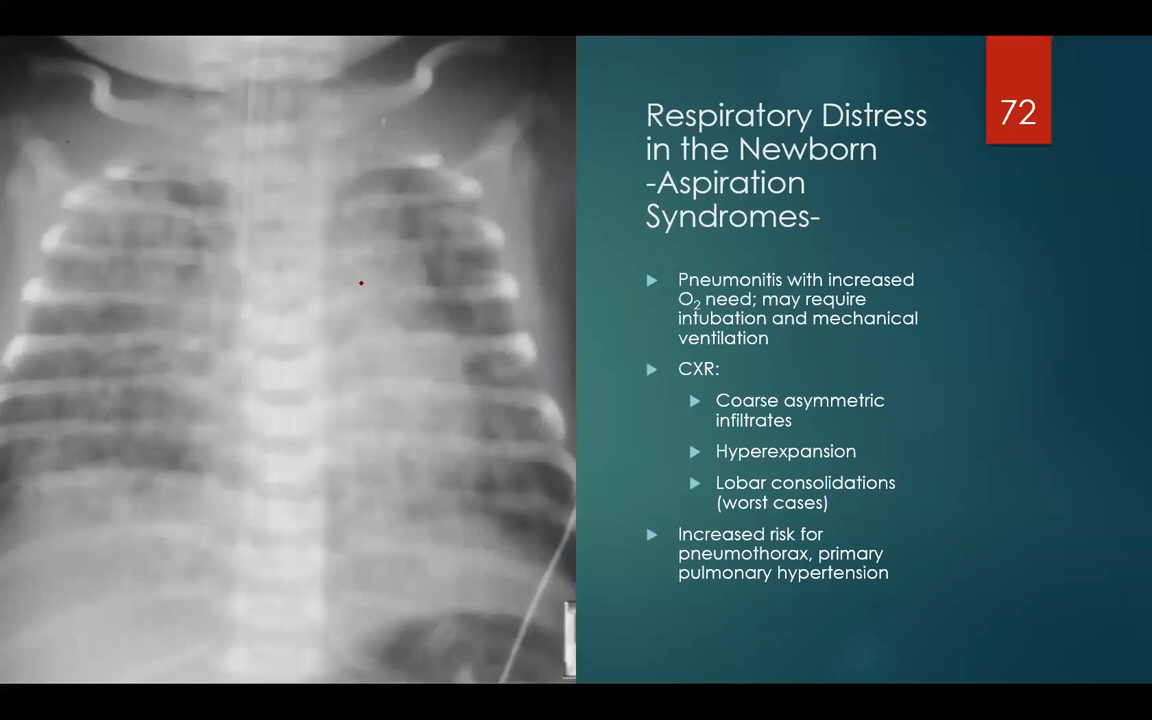 72
Respiratory Distress
in the Newborn
-Aspiration
Syndromes-
Pneumonitis with increased
O₂ need; may require
intubation and mechanical
ventilation
CXR:
Coarse asymmetric
infiltrates
Hyperexpansion
Lobar consolidations
(worst cases)
Increased risk for
pneumothorax, primary
pulmonary hypertension